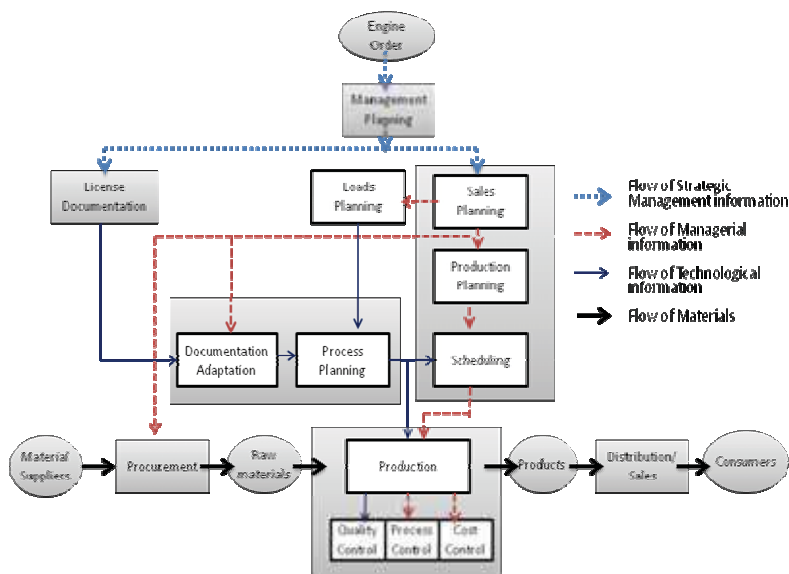 Engine
Order
Management
Planning
License
Documentation
Loads
Planning
Sales
Planning
Flow of Strategic
Management information
Flow of Managerial
information
Production
Planning
Flow of Technological
information
Flow of Materials
Documentation
Adaptation
Process
Planning
Scheduling
Material
Suppliers
Procurement
Raw
materials
Production
Products
Distribution/
Sales
Consumers
Quality
Control
Process
Control
Cost
Control